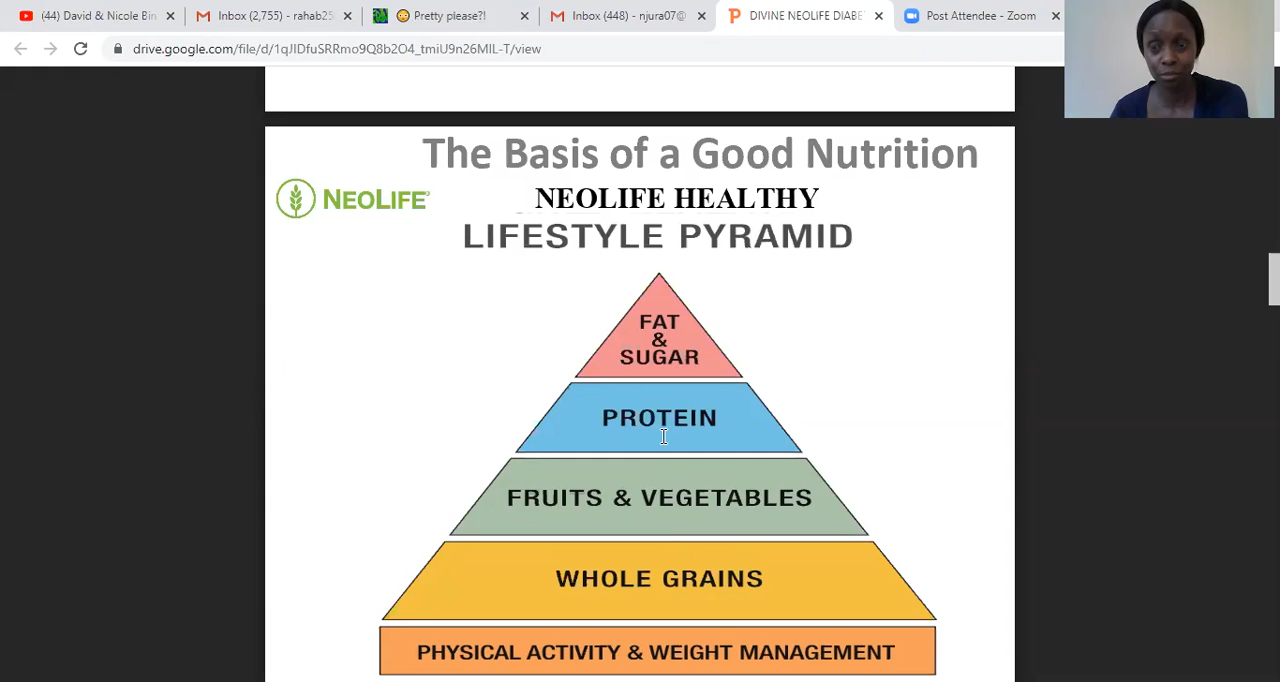 (44) David & Nicole Bin
Inbox (2,755) - rahab25
Pretty please?!
Inbox (448) - njura07@
DIVINE NEOLIFE DIABE
Post Attendee - Zoom
drive.google.com/file/d/1qJIDfuSRRmo9Q8b2O4_tmiU9n26MIL-T/view
The Basis of a Good Nutrition
NEOLIFE
NEOLIFE HEALTHY
LIFESTYLE PYRAMID
FAT
&
SUGAR
PROTEIN
FRUITS & VEGETABLES
WHOLE GRAINS
PHYSICAL ACTIVITY & WEIGHT MANAGEMENT